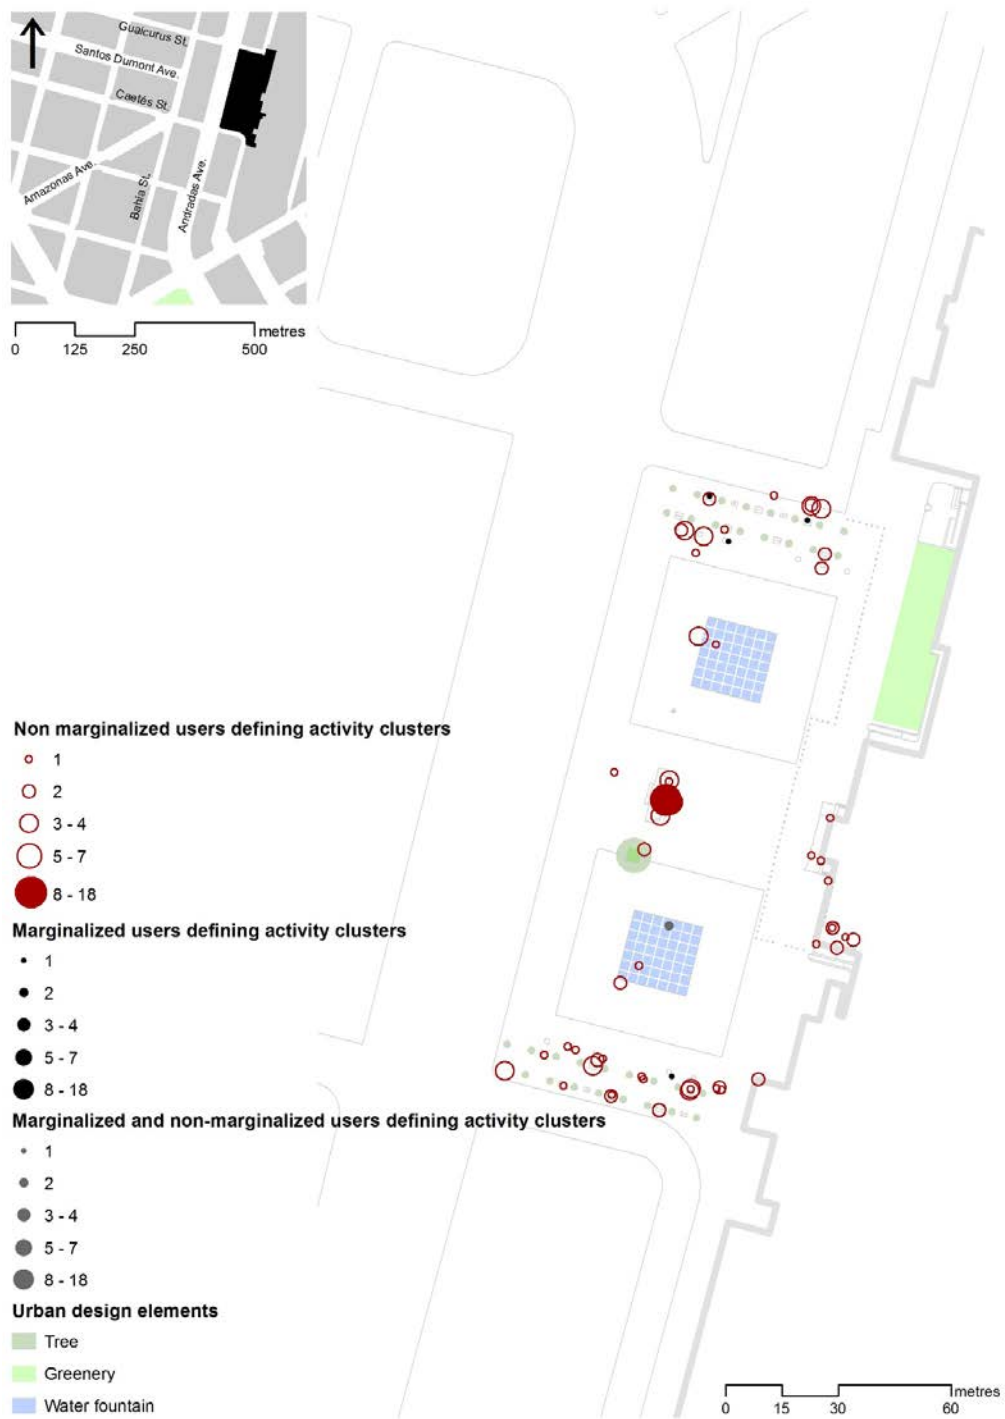 Guaicurus St.
Santos Dumont Ave.
Caetés St.
Amazonas Ave.
Bahia St.
Andradas Ave.
metres
0 125 250 500
Non marginalized users defining activity clusters
1
2
3 - 4
5 - 7
8 - 18
Marginalized users defining activity clusters
1
2
3 - 4
5 - 7
8 - 18
Marginalized and non-marginalized users defining activity clusters
1
2
3 - 4
5 - 7
8 - 18
Urban design elements
Tree
Greenery
Water fountain
metres
0 15 30 60